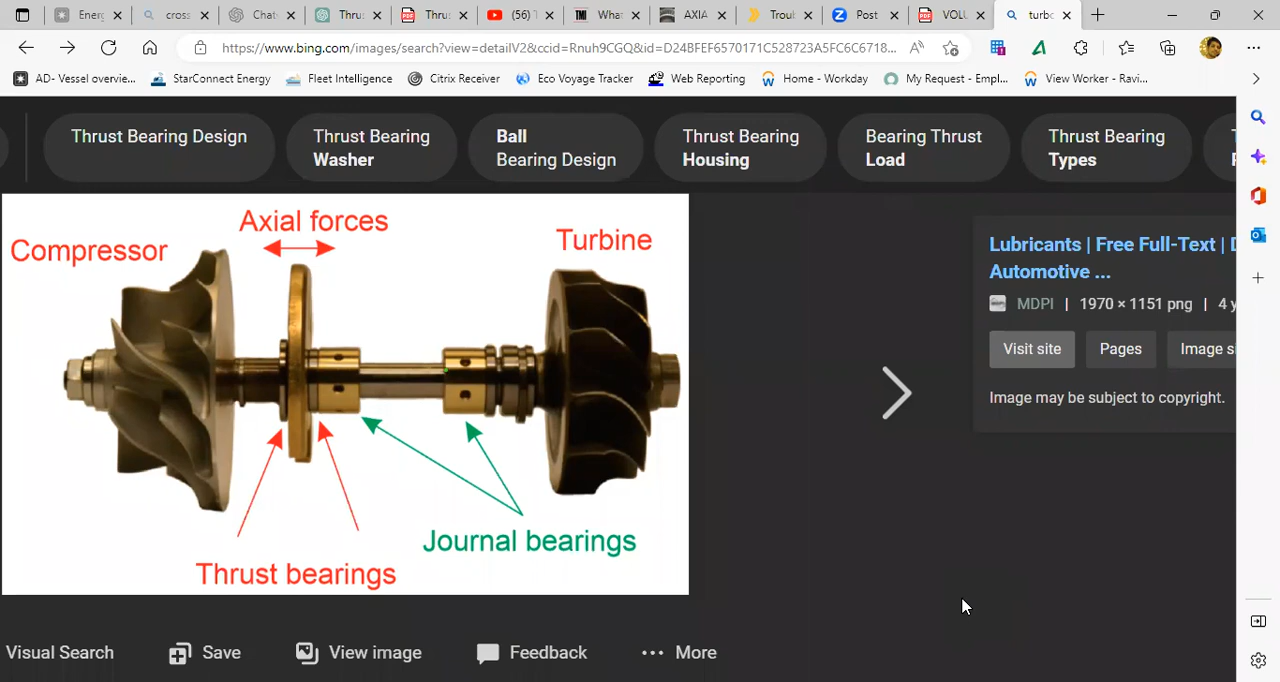 Energ
cross
Chat
Thru
Thrus
(56) T
What
AXIA
Troul
Post
VOLU
turbo
https://www.bing.com/images/search?view=detailV2&ccid=Rnuh9CGQ&id=D24BFEF6570171C528723A5FC6C6718...
AD- Vessel overvie...
StarConnect Energy
Fleet Intelligence
Citrix Receiver
Eco Voyage Tracker
Web Reporting
Home - Workday
My Request - Empl...
View Worker - Ravi...
Thrust Bearing Design
Thrust Bearing
Washer
Ball
Bearing Design
Thrust Bearing
Housing
Bearing Thrust
Load
Thrust Bearing
Types
Axial forces
Compressor
Turbine
Journal bearings
Thrust bearings
Lubricants | Free Full-Text |
Automotive ...
MDPI | 1970 × 1151 png | 4 y
Visit site
Pages
Image si
Image may be subject to copyright.
Visual Search
Save
View image
Feedback
More